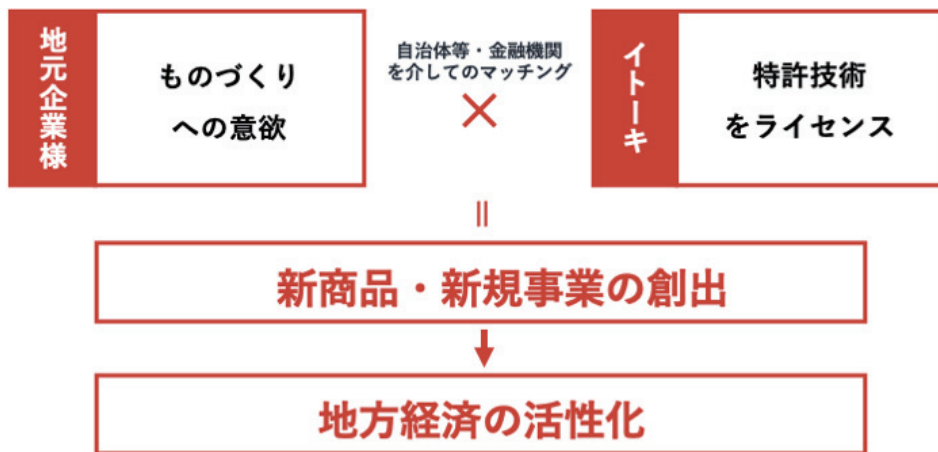 地元企業様
ものづくり
への意欲
自治体等・金融機関
を介してのマッチング
×
イトーキ
特許技術
をライセンス
新商品・新規事業の創出
地方経済の活性化